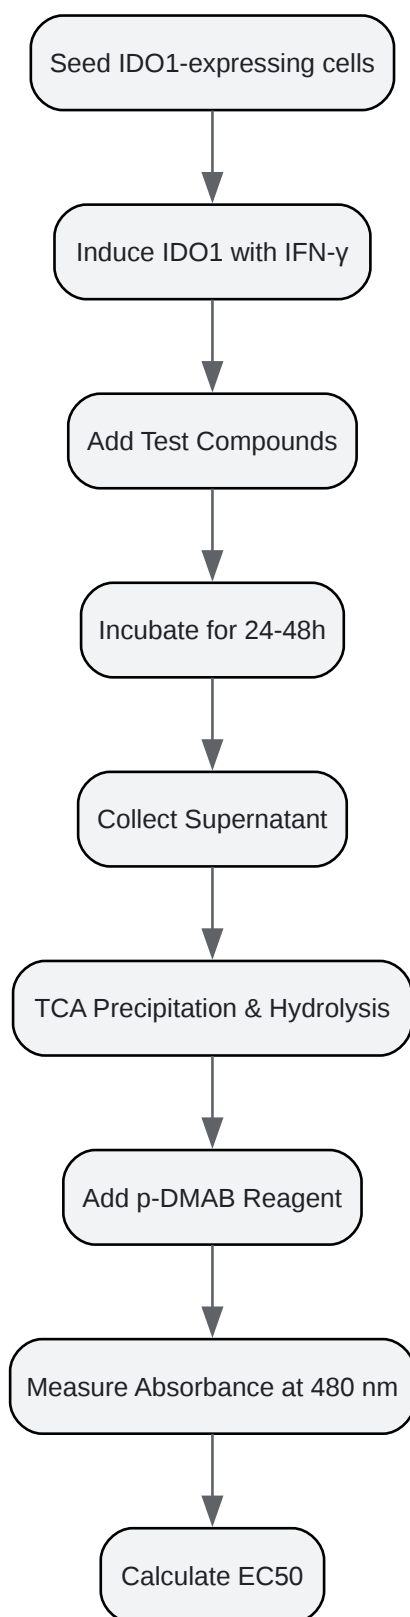 Seed IDO1-expressing cells
Induce IDO1 with IFN-γ
Add Test Compounds
Incubate for 24-48h
Collect Supernatant
TCA Precipitation & Hydrolysis
Add p-DMAB Reagent
Measure Absorbance at 480 nm
Calculate EC50